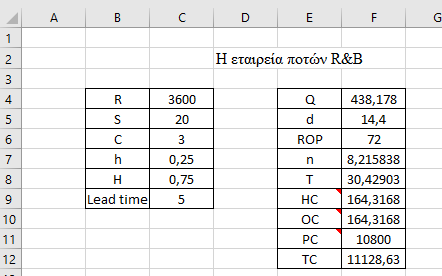 A B C D E F G
1
2 Η εταιρεία ποτών R&B
3
4 R 3600 Q 438,178
5 S 20 d 14,4
6 C 3 ROP 72
7 h 0,25 n 8,215838
8 H 0,75 T 30,42903
9 Lead time 5 HC 164,3168
10 OC 164,3168
11 PC 10800
12 TC 11128,63